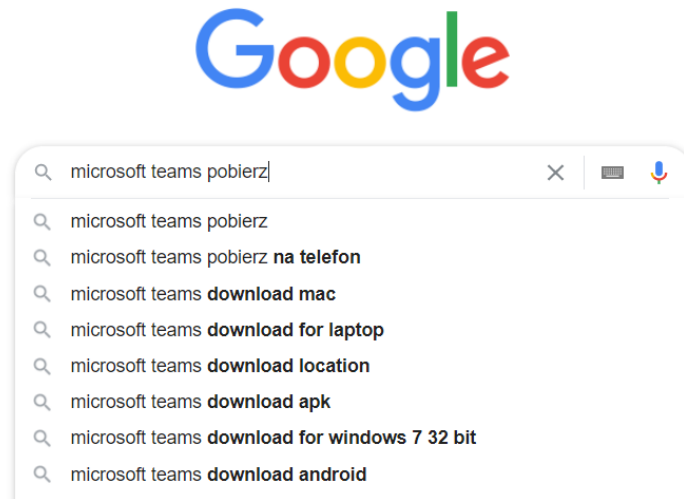 Google
microsoft teams pobierz
microsoft teams pobierz
microsoft teams pobierz na telefon
microsoft teams download mac
microsoft teams download for laptop
microsoft teams download location
microsoft teams download apk
microsoft teams download for windows 7 32 bit
microsoft teams download android